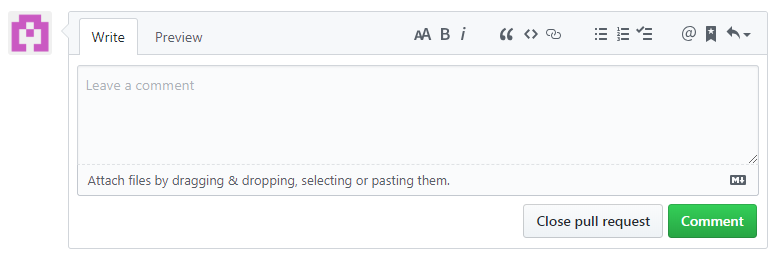 Write Preview AA B i @
Leave a comment
Attach files by dragging & dropping, selecting or pasting them.
Close pull request Comment